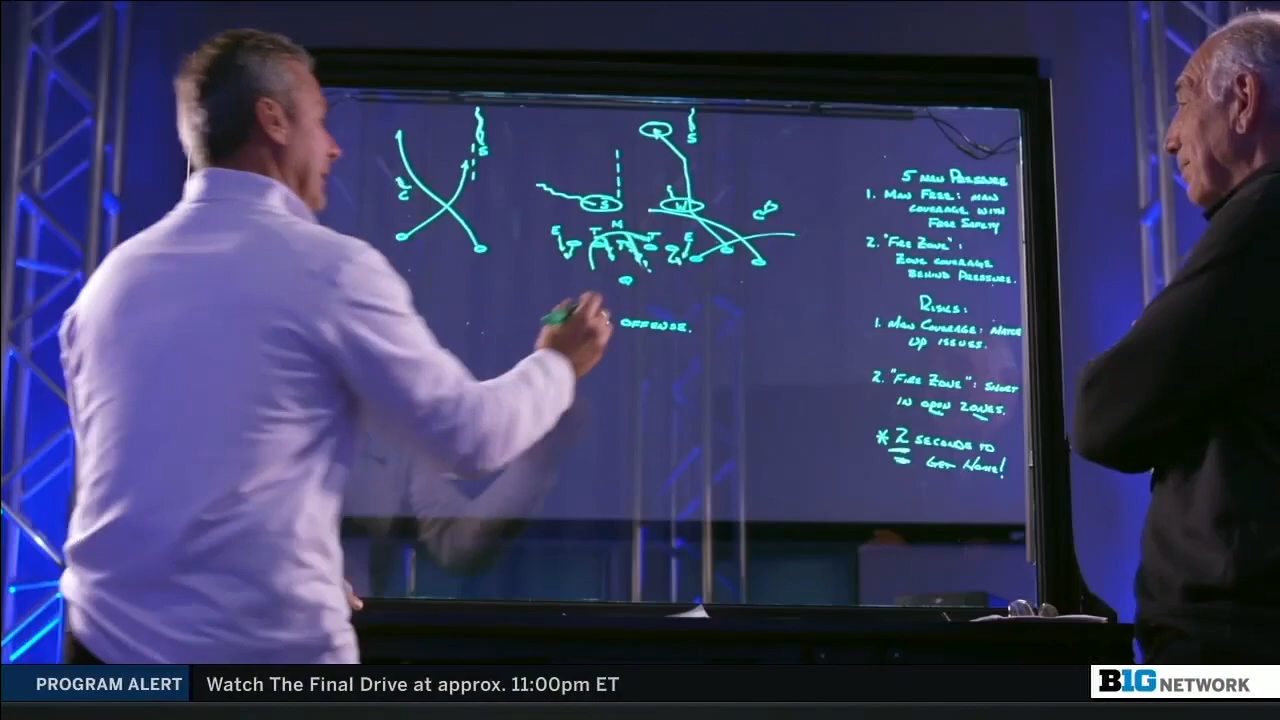 S
S
C
S
W
C
M
E
T
T
E
Q
OFFENSE.
5 MAN PRESSURE
1. MAN FREE: MAN
COVERAGE WITH
FREE SAFETY
2. "FIRE ZONE":
ZONE COVERAGE
BEHIND PRESSURE.
RISKS:
1. MAN COVERAGE: MATCH
UP ISSUES.
2. "FIRE ZONE": SHORT
IN OPEN ZONES.
* 2 SECONDS TO
GET HOME!
PROGRAM ALERT
Watch The Final Drive at approx. 11:00pm ET
B1G NETWORK